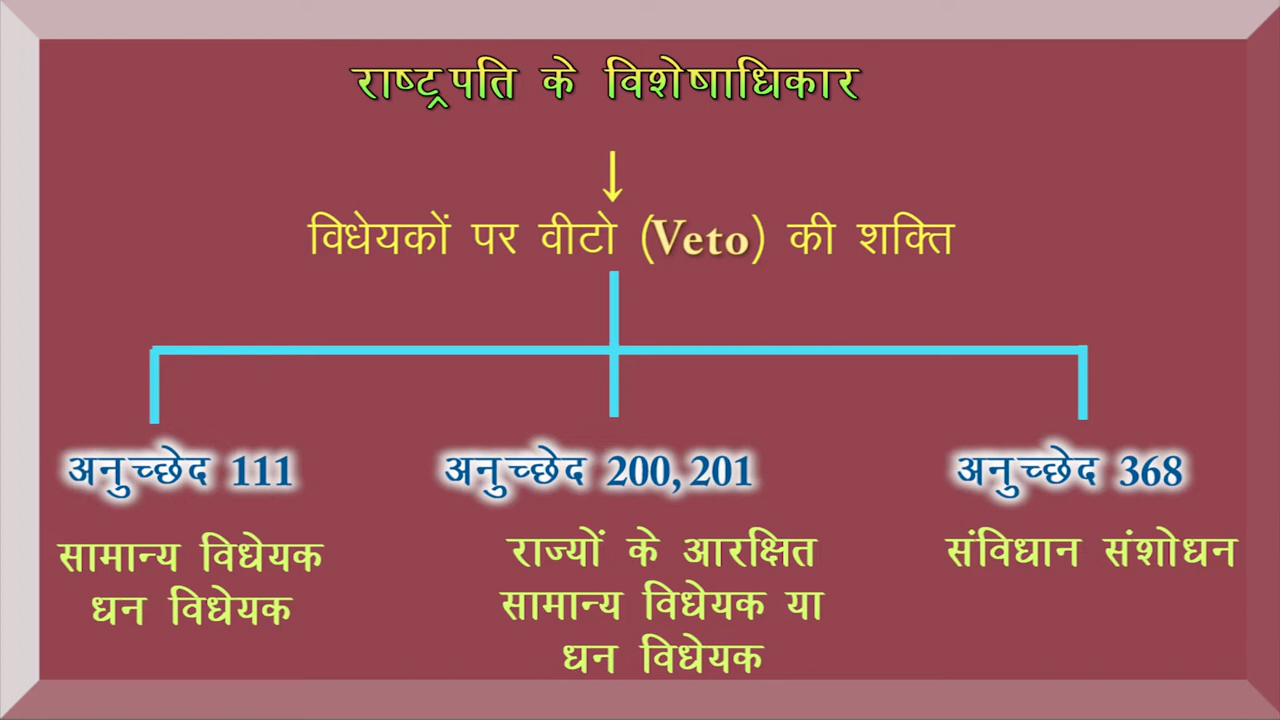 राष्ट्रपति के विशेषाधिकार
↓
विधेयकों पर वीटो (Veto) की शक्ति
अनुच्छेद 111
सामान्य विधेयक
धन विधेयक
अनुच्छेद 200, 201
राज्यों के आरक्षित
सामान्य विधेयक या
धन विधेयक
अनुच्छेद 368
संविधान संशोधन